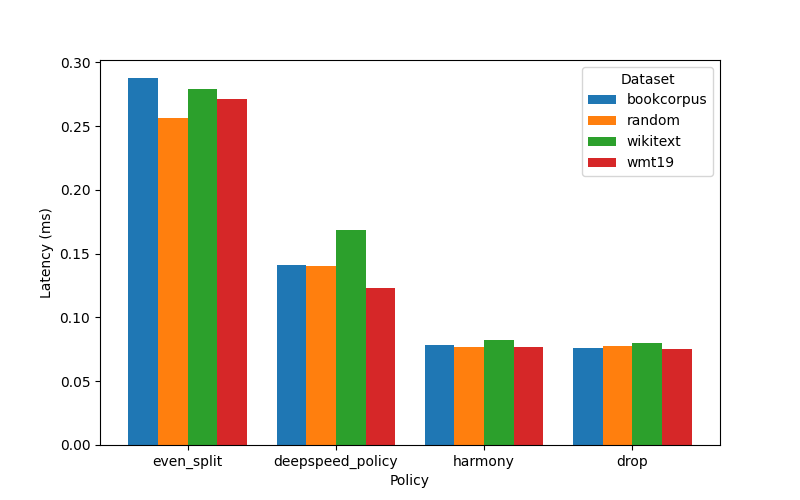 0.30
0.25
0.20
0.15
0.10
0.05
0.00
Latency (ms)
Dataset
bookcorpus
random
wikitext
wmt19
even_split
deepspeed_policy
harmony
drop
Policy